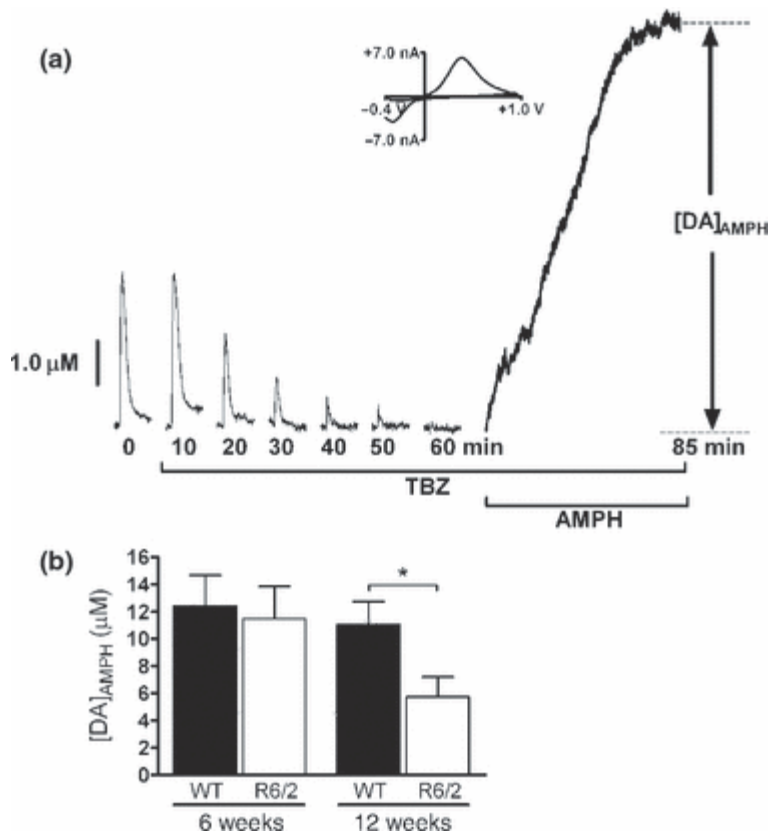 (a)
+7.0 nA
−0.4 V
+1.0 V
−7.0 nA
[DA]AMPH
1.0 μM
0 10 20 30 40 50 60 min 85 min
TBZ
AMPH
(b)
[DA]AMPH (μM)
16
14
12
10
8
6
4
2
0
*
WT R6/2 WT R6/2
6 weeks 12 weeks